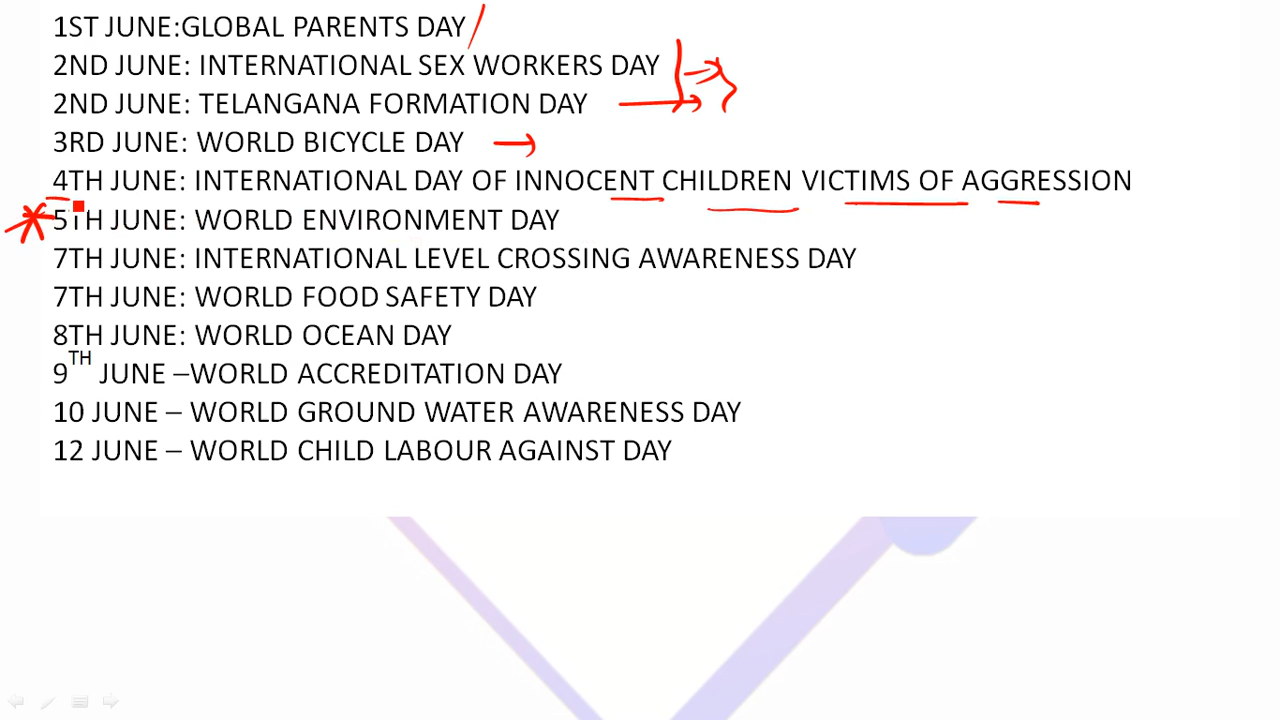 1ST JUNE:GLOBAL PARENTS DAY
2ND JUNE: INTERNATIONAL SEX WORKERS DAY
2ND JUNE: TELANGANA FORMATION DAY
3RD JUNE: WORLD BICYCLE DAY
4TH JUNE: INTERNATIONAL DAY OF INNOCENT CHILDREN VICTIMS OF AGGRESSION
5TH JUNE: WORLD ENVIRONMENT DAY
7TH JUNE: INTERNATIONAL LEVEL CROSSING AWARENESS DAY
7TH JUNE: WORLD FOOD SAFETY DAY
8TH JUNE: WORLD OCEAN DAY
9TH JUNE –WORLD ACCREDITATION DAY
10 JUNE – WORLD GROUND WATER AWARENESS DAY
12 JUNE – WORLD CHILD LABOUR AGAINST DAY